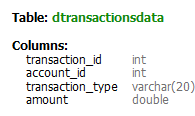 Table: dtransactionsdata
Columns:
transaction_id int
account_id int
transaction_type varchar(20)
amount double